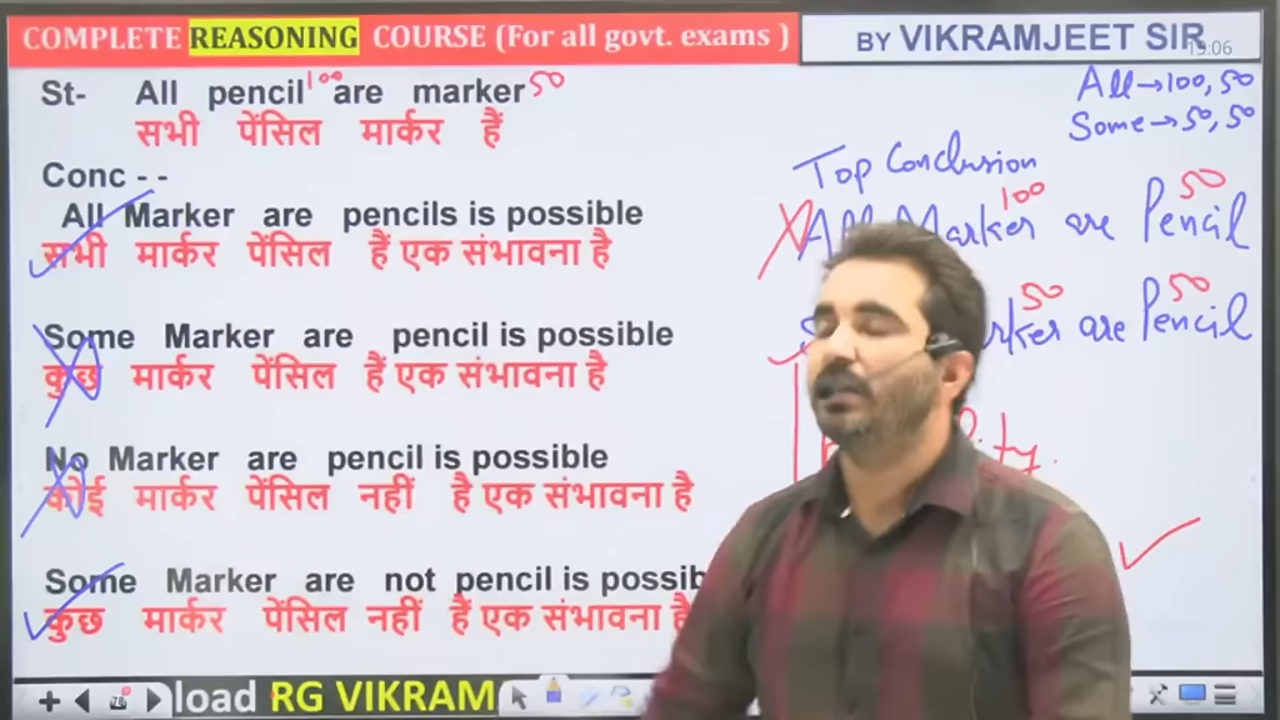 COMPLETE REASONING COURSE (For all govt. exams )
BY VIKRAMJEET SIR
19:06
St- All pencil 100 are marker 50
सभी पेंसिल मार्कर हैं
Conc - -
All Marker are pencils is possible
सभी मार्कर पेंसिल हैं एक संभावना है
Some Marker are pencil is possible
कुछ मार्कर पेंसिल हैं एक संभावना है
No Marker are pencil is possible
कोई मार्कर पेंसिल नहीं है एक संभावना है
Some Marker are not pencil is possib
कुछ मार्कर पेंसिल नहीं हैं एक संभावना है
All→100, 50
Some→50, 50
Top Conclusion
100 50
All Marker are Pencil
50 50
rker are Pencil
load RG VIKRAM